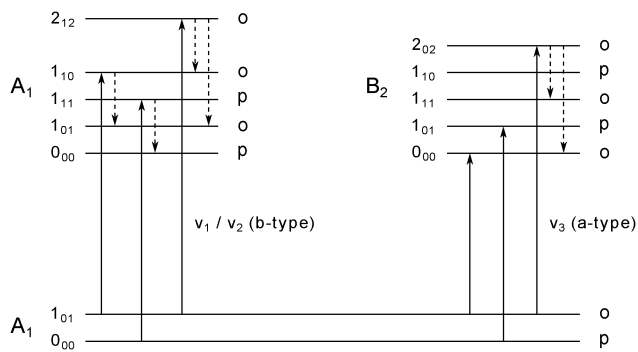 2₁₂ o
2₀₂ o
A₁ 1₁₀ o
B₂ 1₁₀ p
1₁₁ p
1₁₁ o
1₀₁ o
1₀₁ p
0₀₀ p
0₀₀ o
ν₁ / ν₂ (b-type)
ν₃ (a-type)
A₁ 1₀₁ o
0₀₀ p